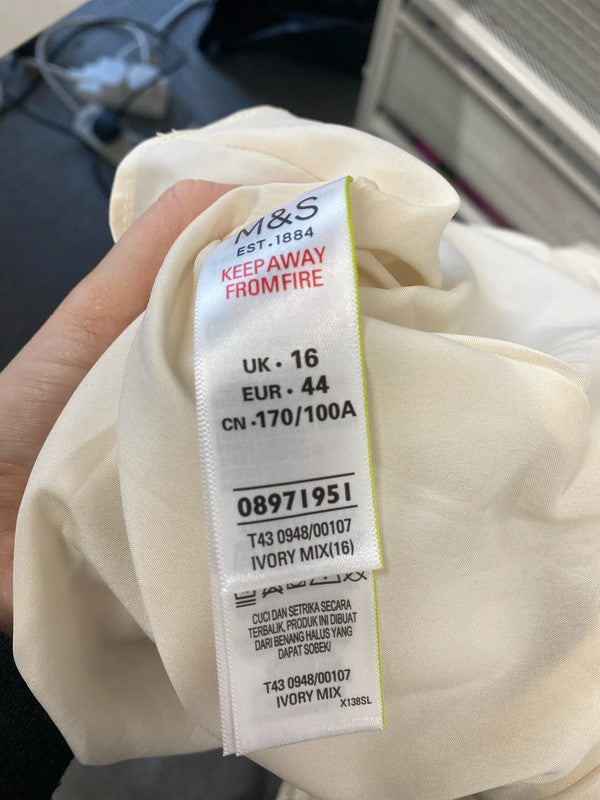 M&S
EST.1884
KEEP AWAY
FROM FIRE
UK • 16
EUR • 44
CN •170/100A
08971951
T43 0948/00107
IVORY MIX(16)
CUCI DAN SETRIKA SECARA
TERBALIK, PRODUK INI DIBUAT
DARI BENANG HALUS YANG
DAPAT SOBEK/
T43 0948/00107
IVORY MIX
X138SL